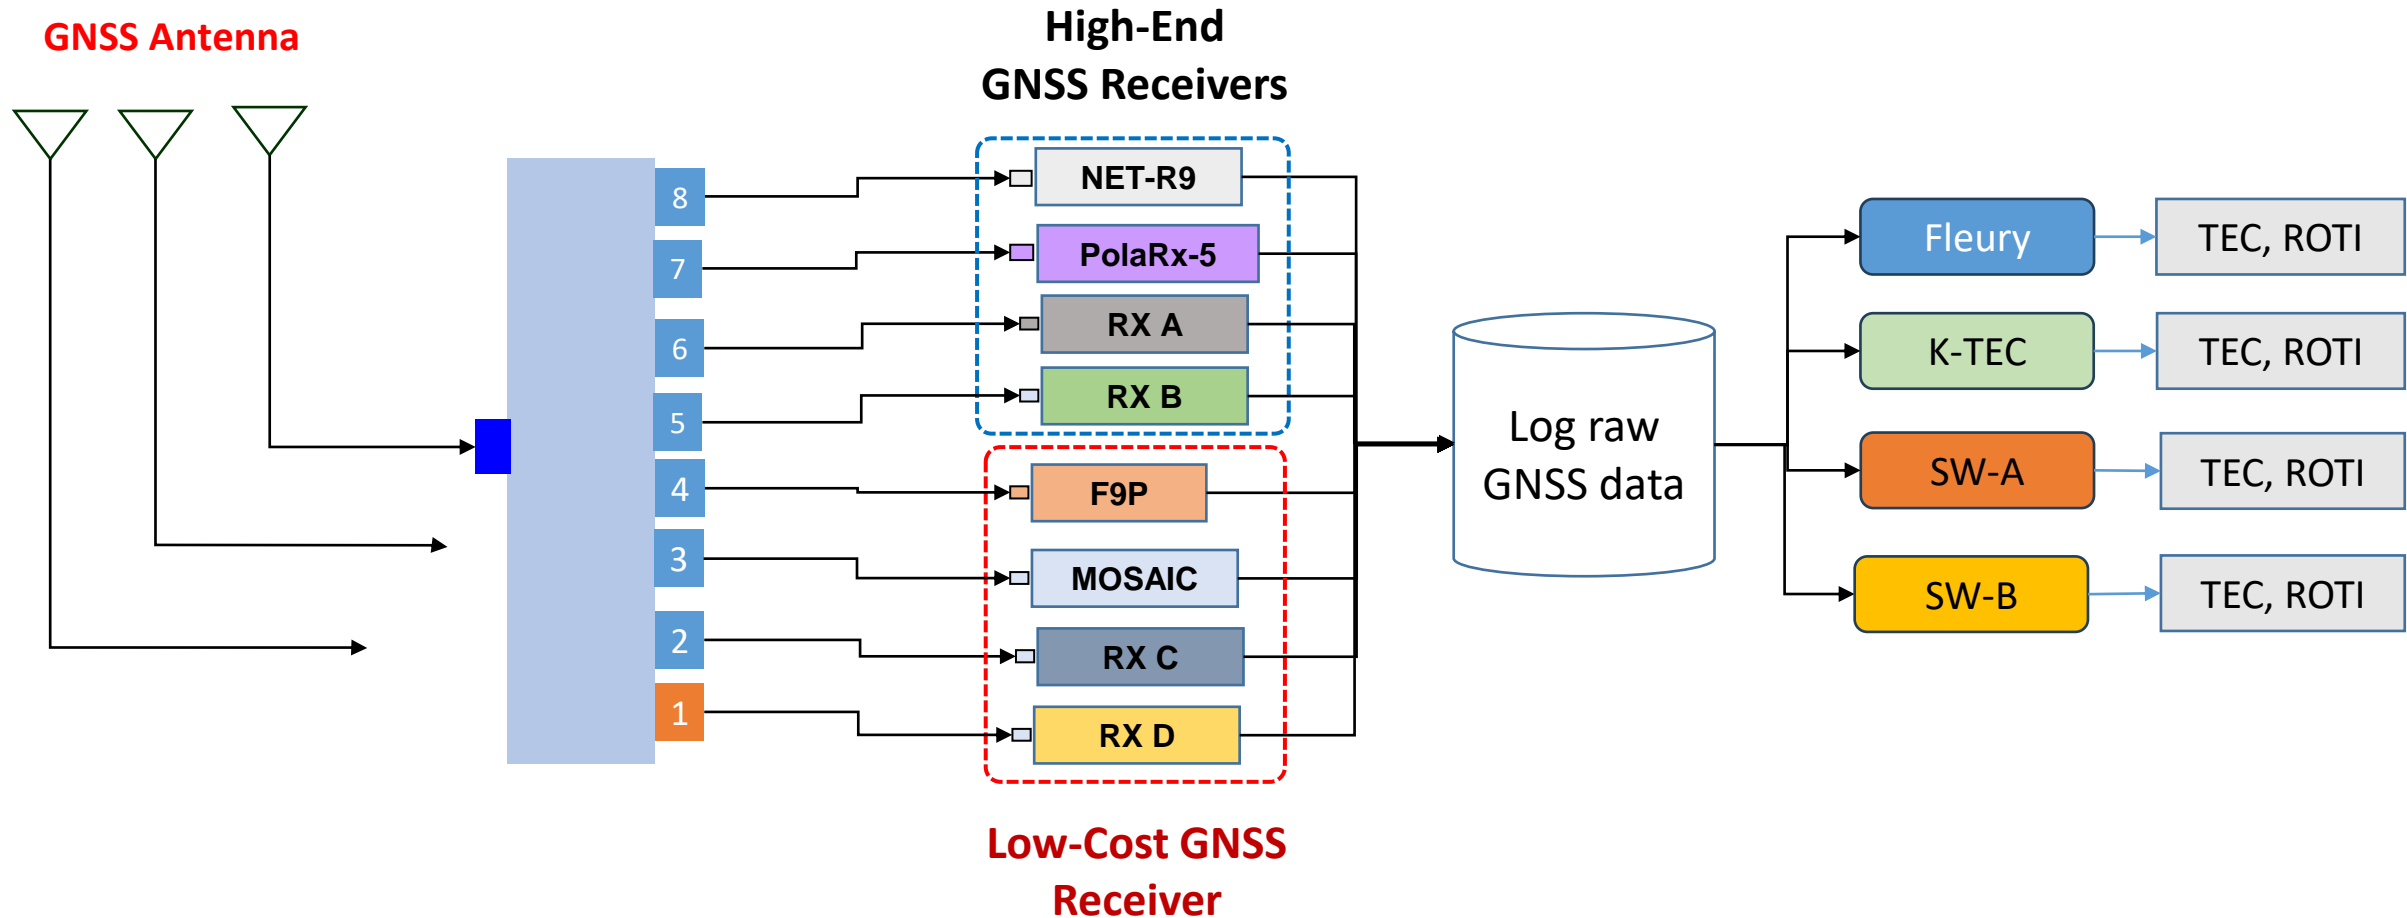 GNSS Antenna
High-End
GNSS Receivers
8
7
6
5
4
3
2
1
NET-R9
PolaRx-5
RX A
RX B
F9P
MOSAIC
RX C
RX D
Low-Cost GNSS
Receiver
Log raw
GNSS data
Fleury
TEC, ROTI
K-TEC
TEC, ROTI
SW-A
TEC, ROTI
SW-B
TEC, ROTI